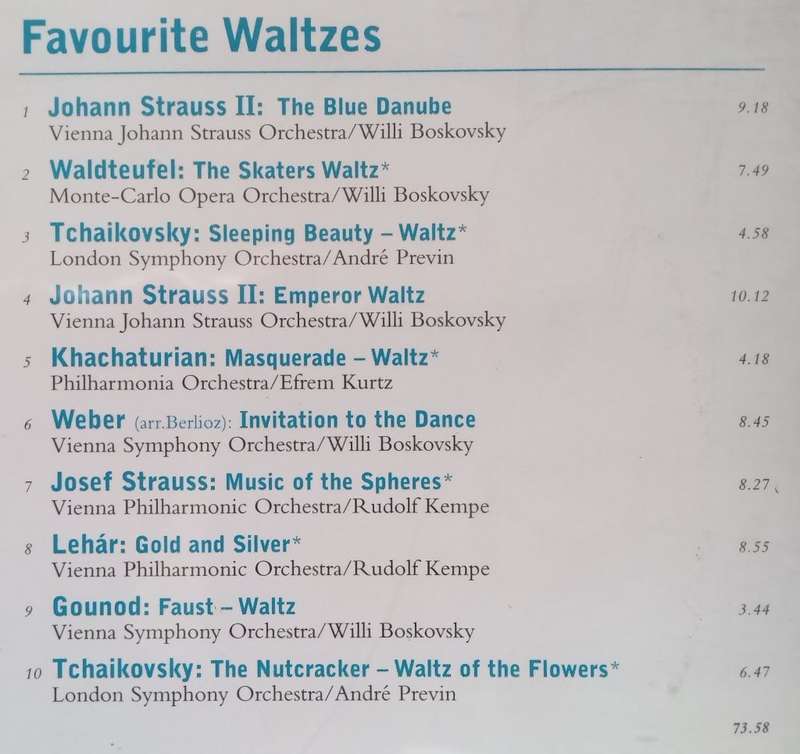 Favourite Waltzes
1 Johann Strauss II: The Blue Danube 9.18
Vienna Johann Strauss Orchestra/Willi Boskovsky
2 Waldteufel: The Skaters Waltz* 7.49
Monte-Carlo Opera Orchestra/Willi Boskovsky
3 Tchaikovsky: Sleeping Beauty – Waltz* 4.58
London Symphony Orchestra/André Previn
4 Johann Strauss II: Emperor Waltz 10.12
Vienna Johann Strauss Orchestra/Willi Boskovsky
5 Khachaturian: Masquerade – Waltz* 4.18
Philharmonia Orchestra/Efrem Kurtz
6 Weber (arr.Berlioz): Invitation to the Dance 8.45
Vienna Symphony Orchestra/Willi Boskovsky
7 Josef Strauss: Music of the Spheres* 8.27
Vienna Philharmonic Orchestra/Rudolf Kempe
8 Lehár: Gold and Silver* 8.55
Vienna Philharmonic Orchestra/Rudolf Kempe
9 Gounod: Faust – Waltz 3.44
Vienna Symphony Orchestra/Willi Boskovsky
10 Tchaikovsky: The Nutcracker – Waltz of the Flowers* 6.47
London Symphony Orchestra/André Previn
73.58